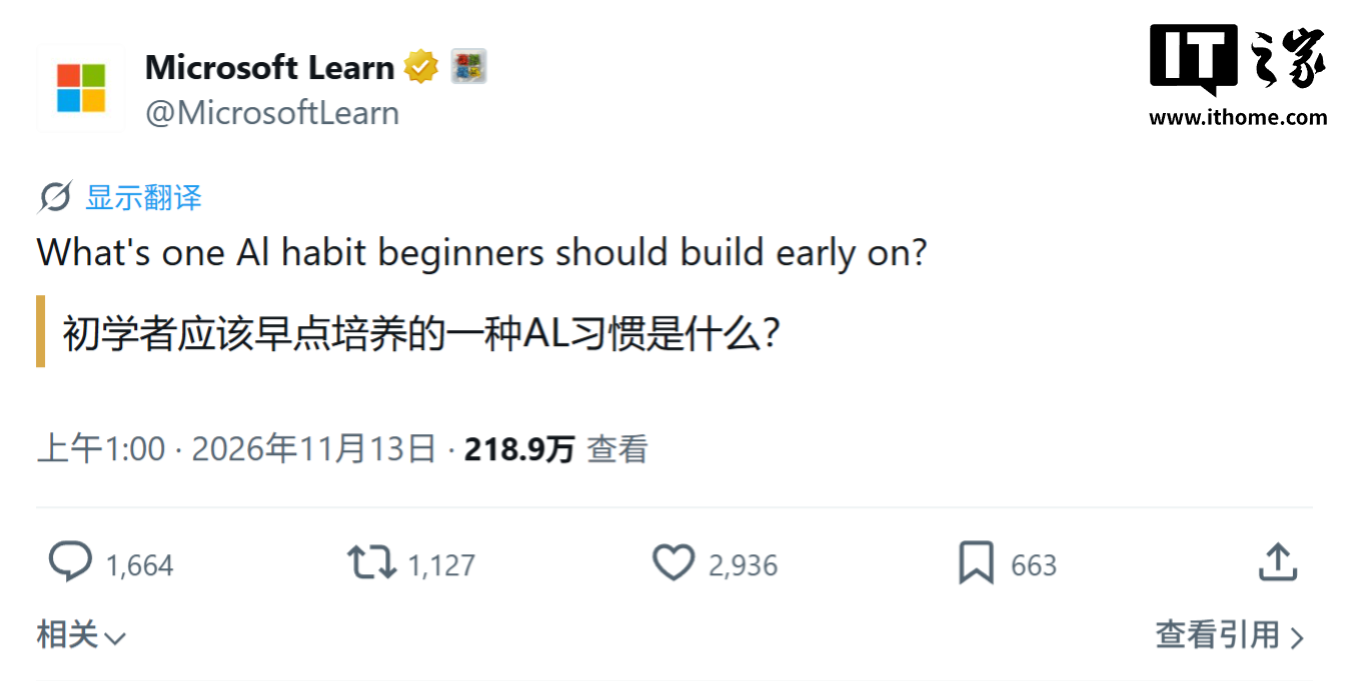 Microsoft Learn
@MicrosoftLearn
IT之家
www.ithome.com
显示翻译
What's one Al habit beginners should build early on?
初学者应该早点培养的一种AL习惯是什么?
上午1:00 · 2026年11月13日 · 218.9万 查看
1,664 1,127 2,936 663
相关 查看引用